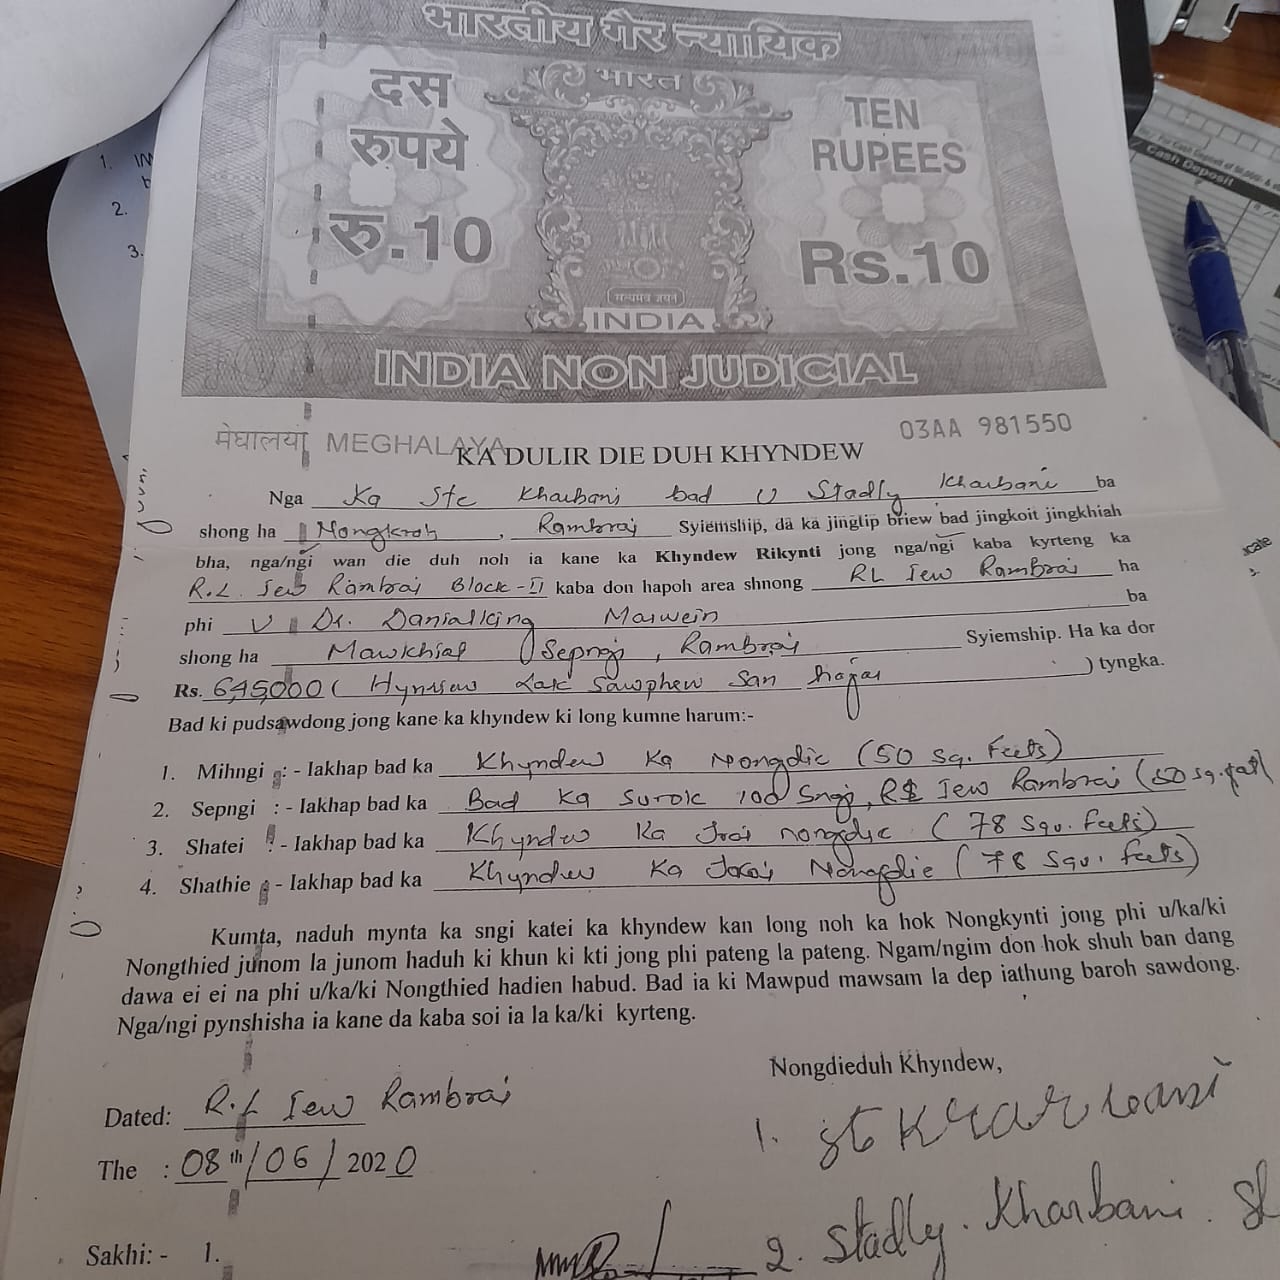 भारतीय गैर न्यायिक
भारत
दस
रुपये
रु.10
TEN
RUPEES
Rs.10
सत्यमेव जयते
INDIA
INDIA NON JUDICIAL
मेघालय MEGHALAYA
03AA 981550
KA DULIR DIE DUH KHYNDEW
Nga Ka Ste Kharbani bad U Stadly Kharbani ba
shong ha Nongkroh, Rambrai Syiemship, da ka jinglip briew bad jingkoit jingkhiah
bha, nga/ngi wan die duh noh ia kane ka Khyndew Rikynti jong nga/ngi kaba kyrteng ka
R.L. Iew Rambrai Block-II kaba don hapoh area shnong RL Iew Rambrai ha
phi U Dr. Danialking Marwein ba
shong ha Mawkhiat Sepngi, Rambrai Syiemship. Ha ka dor
Rs. 645,000 ( Hynriew Lak Sawphew San hajar ) tyngka.
Bad ki pudsawdong jong kane ka khyndew ki long kumne harum:-
1. Mihngi :- Iakhap bad ka Khyndew Ka Nongdie (50 Sq. Feets)
2. Sepngi :- Iakhap bad ka Bad Ka Surok 100 Sngi, Iew Rambrai (50 sq.
3. Shatei :- Iakhap bad ka Khyndew Ka Jrai nongdie (78 Squ. Feets)
4. Shathie :- Iakhap bad ka Khyndew Ka Nongdie (78 Squ. Feets)
Kumta, naduh mynta ka sngi katei ka khyndew kan long noh ka hok Nongkynti jong phi u/ka/ki
Nongthied junom la junom haduh ki khun ki kti jong phi pateng la pateng. Ngam/ngim don hok shuh ban dang
dawa ei ei na phi u/ka/ki Nongthied hadien habud. Bad ia ki Mawpud mawsam la dep iathung baroh sawdong.
Nga/ngi pynshisha ia kane da kaba soi ia la ka/ki kyrteng.
Nongdieduh Khyndew,
Dated: R.L Iew Rambrai
1. Ste Kharbani
The : 08th/06/2020
2. Stadly. Kharbani.
Sakhi: - 1.
Cash Deposit